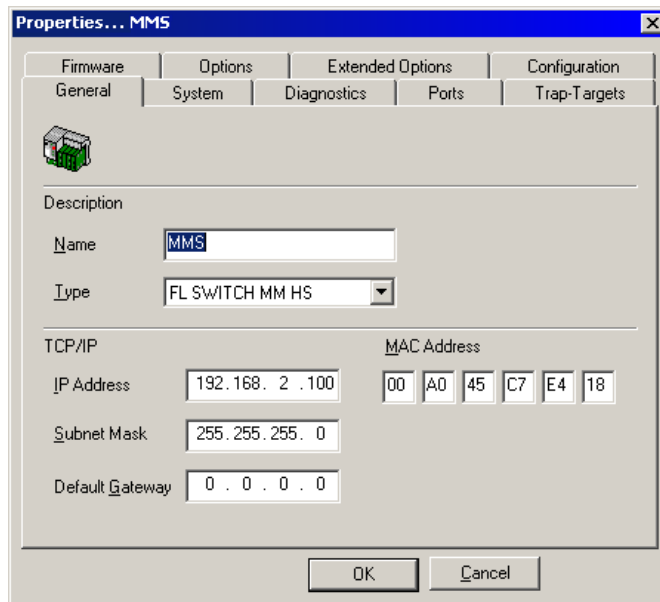 Properties... MMS
Firmware Options Extended Options Configuration
General System Diagnostics Ports Trap-Targets
Description
Name MMS
Type FL SWITCH MM HS
TCP/IP MAC Address
IP Address 192.168. 2 .100 00 A0 45 C7 E4 18
Subnet Mask 255.255.255. 0
Default Gateway 0 . 0 . 0 . 0
OK Cancel